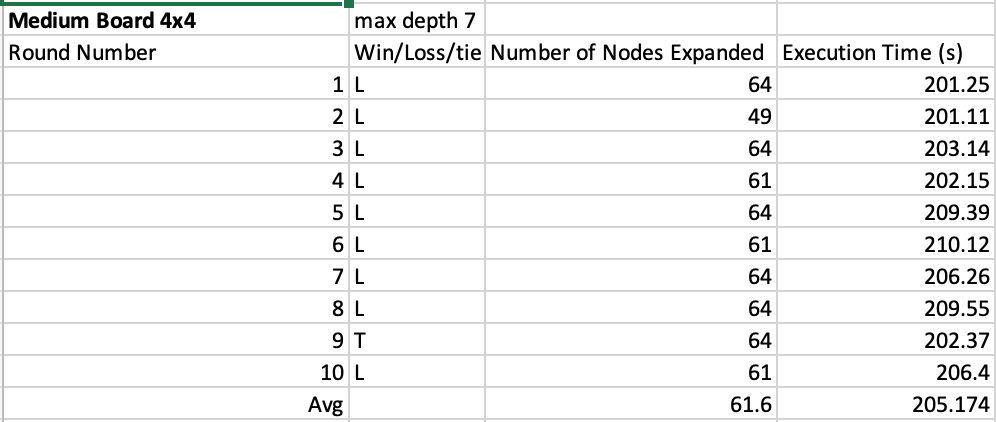 Medium Board 4x4 max depth 7
Round Number Win/Loss/tie Number of Nodes Expanded Execution Time (s)
1 L 64 201.25
2 L 49 201.11
3 L 64 203.14
4 L 61 202.15
5 L 64 209.39
6 L 61 210.12
7 L 64 206.26
8 L 64 209.55
9 T 64 202.37
10 L 61 206.4
Avg 61.6 205.174